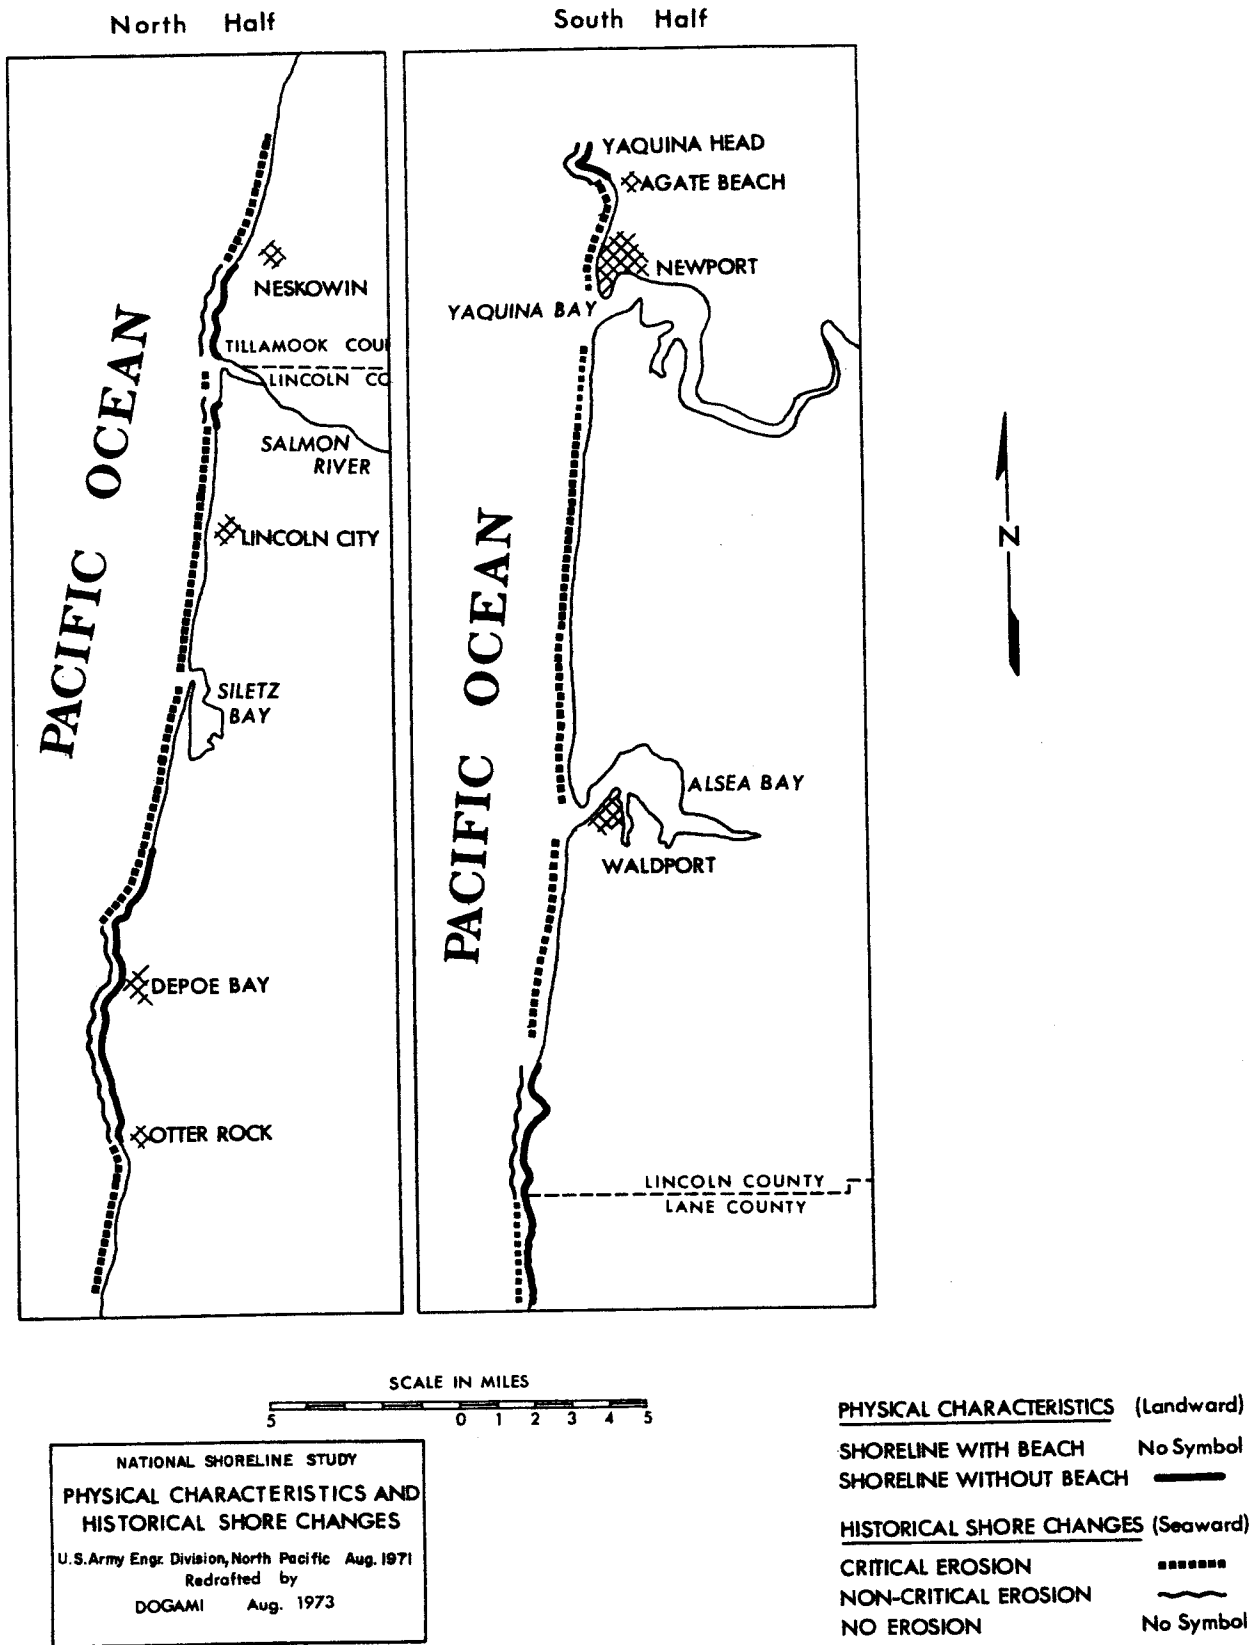 North Half
South Half
PACIFIC OCEAN
NESKOWIN
TILLAMOOK COU
LINCOLN CO
SALMON
RIVER
LINCOLN CITY
SILETZ
BAY
DEPOE BAY
OTTER ROCK
YAQUINA HEAD
AGATE BEACH
NEWPORT
YAQUINA BAY
PACIFIC OCEAN
ALSEA BAY
WALDPORT
LINCOLN COUNTY
LANE COUNTY
N
SCALE IN MILES
5 0 1 2 3 4 5
NATIONAL SHORELINE STUDY
PHYSICAL CHARACTERISTICS AND
HISTORICAL SHORE CHANGES
U.S.Army Engr. Division, North Pacific Aug. 1971
Redrafted by
DOGAMI Aug. 1973
PHYSICAL CHARACTERISTICS (Landward)
SHORELINE WITH BEACH No Symbol
SHORELINE WITHOUT BEACH
HISTORICAL SHORE CHANGES (Seaward)
CRITICAL EROSION
NON-CRITICAL EROSION
NO EROSION No Symbol